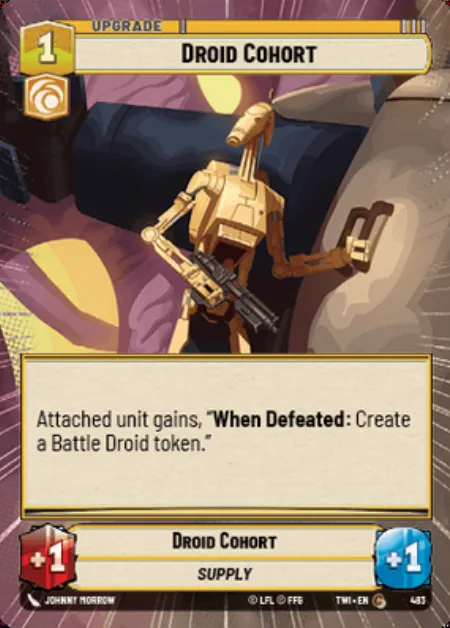 UPGRADE
1
DROID COHORT
Attached unit gains, “When Defeated: Create
a Battle Droid token.”
+1
DROID COHORT
+1
SUPPLY
JOHNNY MORROW
© LFL © FFG
TWI • EN
C
483